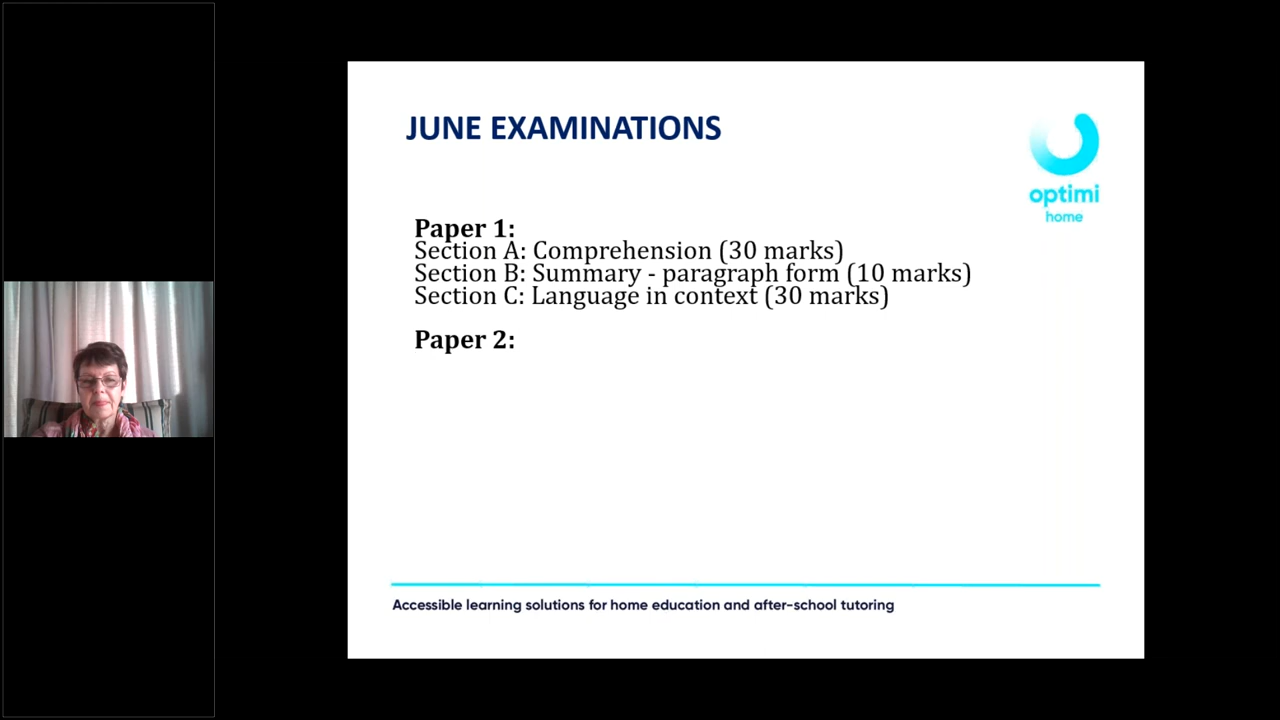 JUNE EXAMINATIONS
optimi
home
Paper 1:
Section A: Comprehension (30 marks)
Section B: Summary - paragraph form (10 marks)
Section C: Language in context (30 marks)
Paper 2:
Accessible learning solutions for home education and after-school tutoring